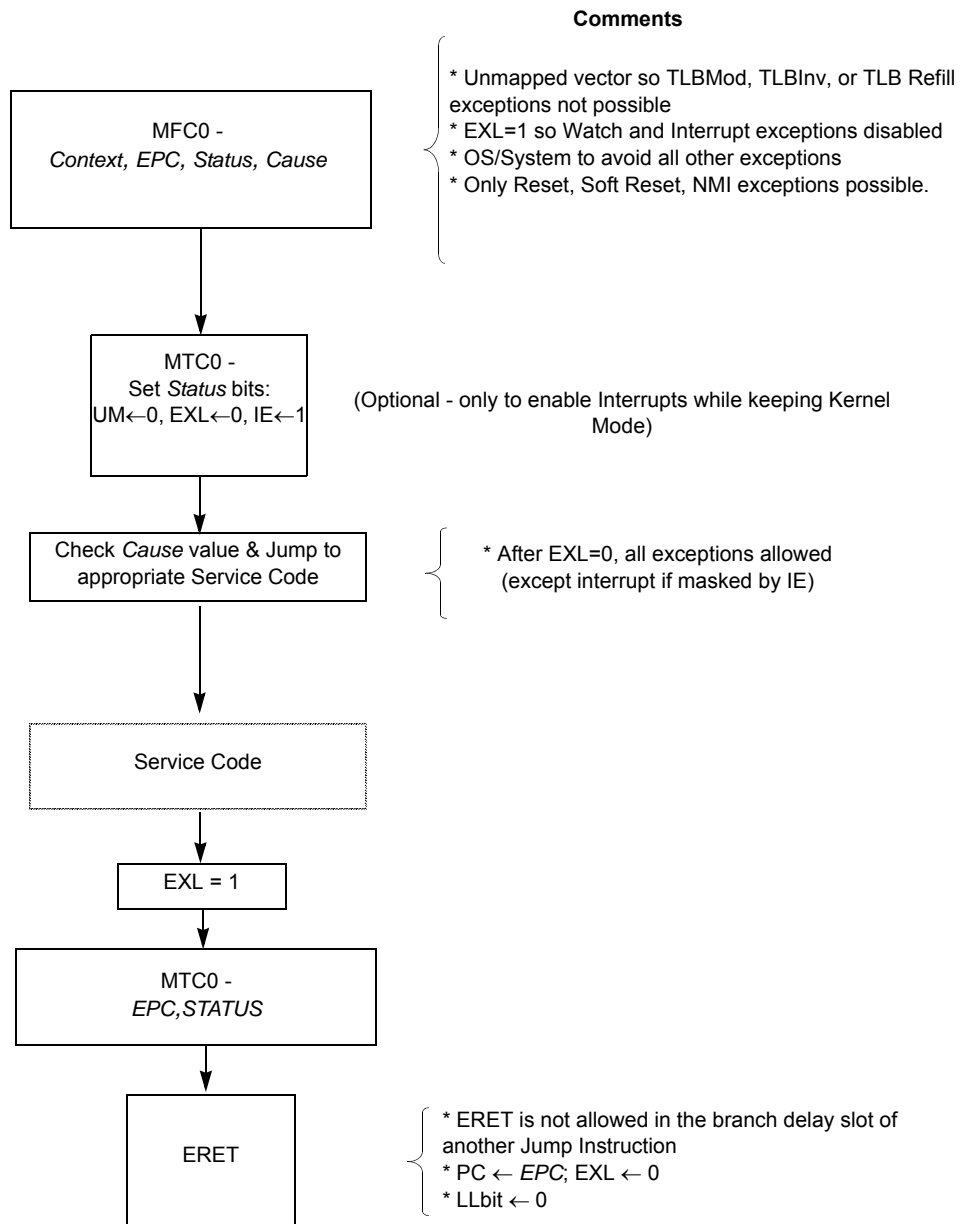 Comments
MFC0 -
Context, EPC, Status, Cause
* Unmapped vector so TLBMod, TLBInv, or TLB Refill
exceptions not possible
* EXL=1 so Watch and Interrupt exceptions disabled
* OS/System to avoid all other exceptions
* Only Reset, Soft Reset, NMI exceptions possible.
MTC0 -
Set Status bits:
UM←0, EXL←0, IE←1
(Optional - only to enable Interrupts while keeping Kernel
Mode)
Check Cause value & Jump to
appropriate Service Code
* After EXL=0, all exceptions allowed
(except interrupt if masked by IE)
Service Code
EXL = 1
MTC0 -
EPC,STATUS
ERET
* ERET is not allowed in the branch delay slot of
another Jump Instruction
* PC ← EPC; EXL ← 0
* LLbit ← 0